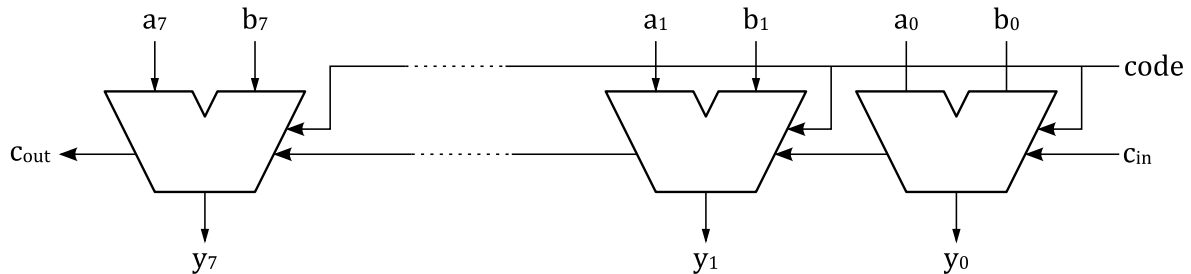 a₇ b₇ a₁ b₁ a₀ b₀
code
cₒᵤₜ cᵢₙ
y₇ y₁ y₀